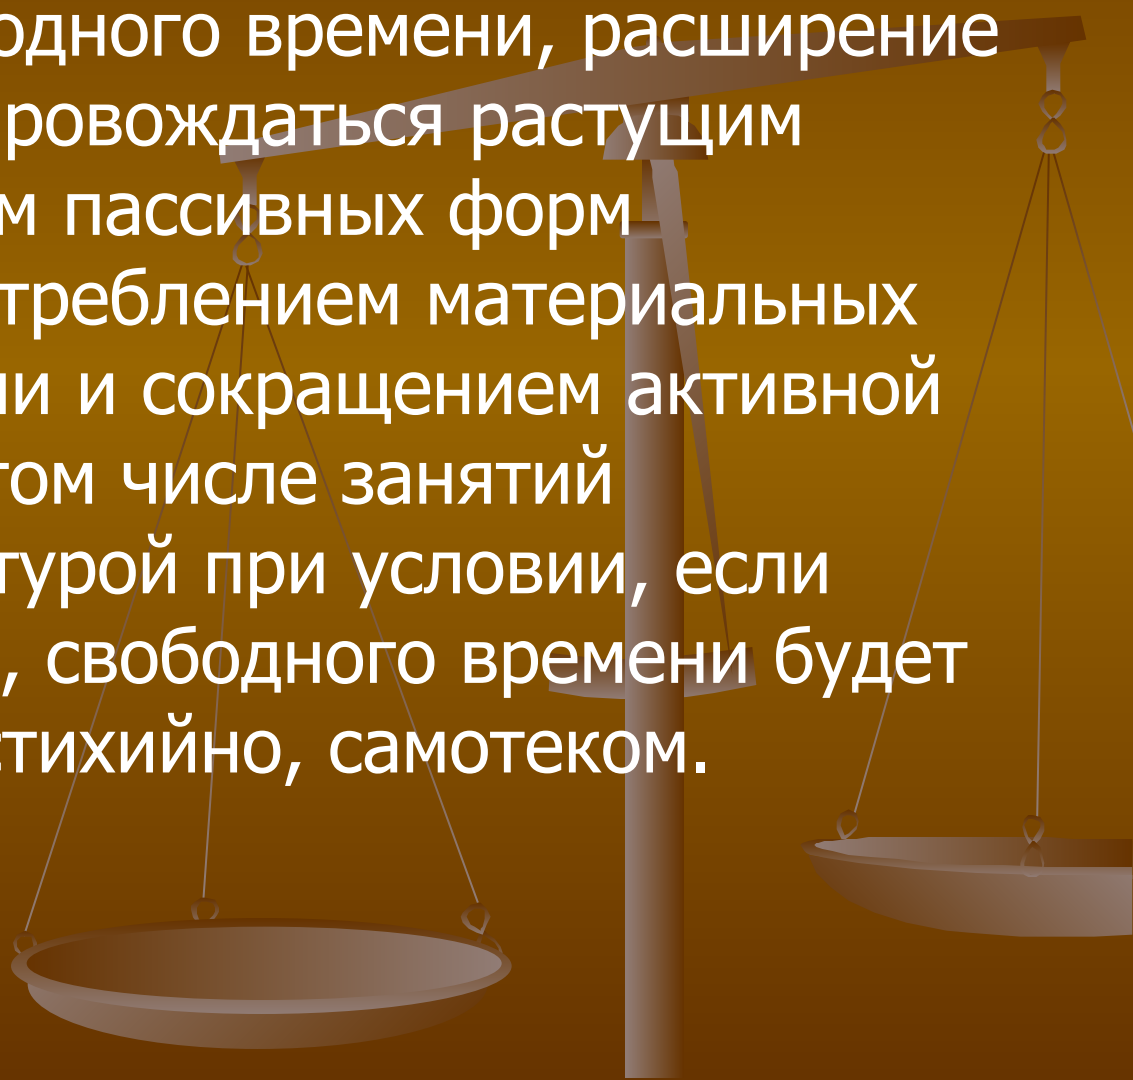 одного времени, расширение
провождаться растущим
м пассивных форм
треблением материальных
ии и сокращением активной
том числе занятий
турой при условии, если
, свободного времени будет
стихийно, самотеком.